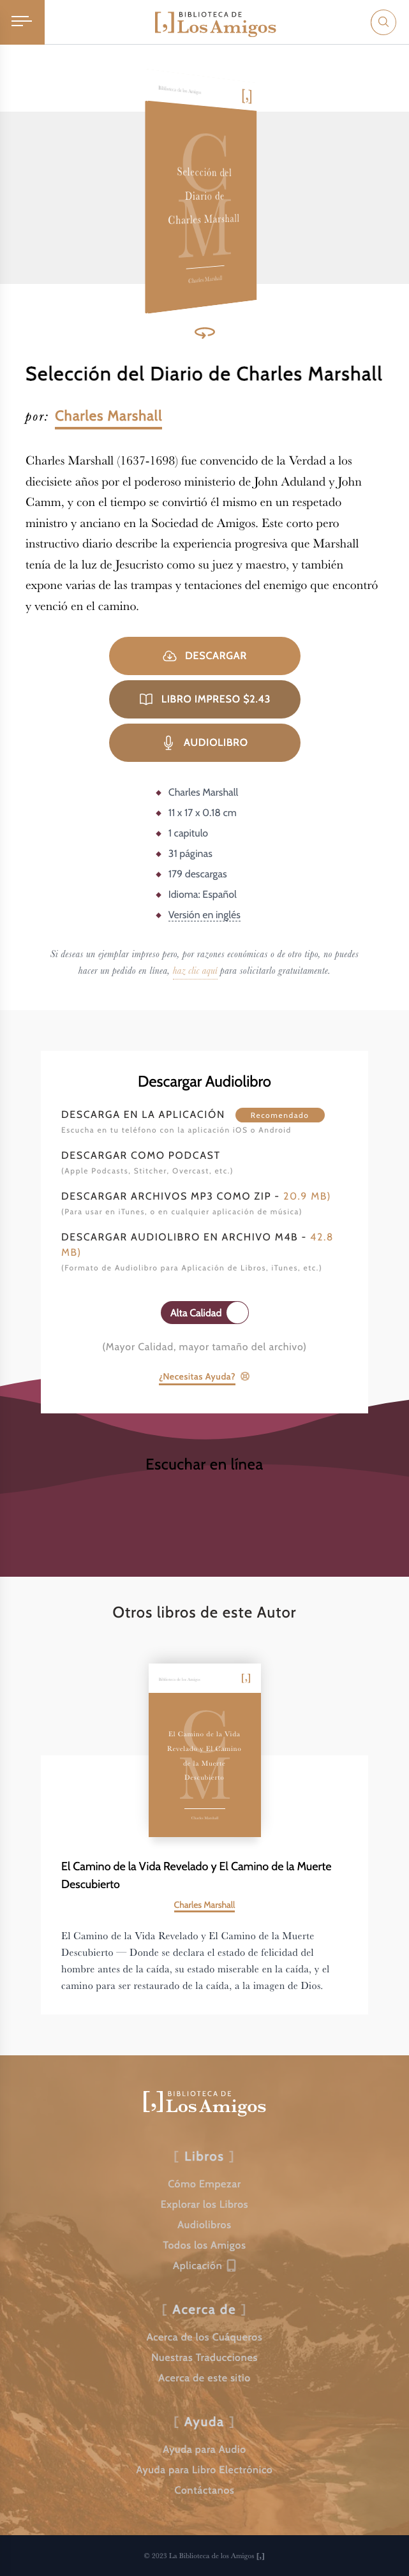 BIBLIOTECA DE
[,] Los Amigos
Biblioteca de los Amigos [,]
CM
Selección del
Diario de
Charles Marshall
Charles Marshall
Selección del Diario de Charles Marshall
por: Charles Marshall
Charles Marshall (1637-1698) fue convencido de la Verdad a los
diecisiete años por el poderoso ministerio de John Aduland y John
Camm, y con el tiempo se convirtió él mismo en un respetado
ministro y anciano en la Sociedad de Amigos. Este corto pero
instructivo diario describe la experiencia progresiva que Marshall
tenía de la luz de Jesucristo como su juez y maestro, y también
expone varias de las trampas y tentaciones del enemigo que encontró
y venció en el camino.
DESCARGAR
LIBRO IMPRESO $2.43
AUDIOLIBRO
Charles Marshall
11 x 17 x 0.18 cm
1 capitulo
31 páginas
179 descargas
Idioma: Español
Versión en inglés
Si deseas un ejemplar impreso pero, por razones económicas o de otro tipo, no puedes
hacer un pedido en línea, haz clic aquí para solicitarlo gratuitamente.
Descargar Audiolibro
DESCARGA EN LA APLICACIÓN Recomendado
Escucha en tu teléfono con la aplicación iOS o Android
DESCARGAR COMO PODCAST
(Apple Podcasts, Stitcher, Overcast, etc.)
DESCARGAR ARCHIVOS MP3 COMO ZIP - 20.9 MB)
(Para usar en iTunes, o en cualquier aplicación de música)
DESCARGAR AUDIOLIBRO EN ARCHIVO M4B - 42.8
MB)
(Formato de Audiolibro para Aplicación de Libros, iTunes, etc.)
Alta Calidad
(Mayor Calidad, mayor tamaño del archivo)
¿Necesitas Ayuda?
Escuchar en línea
Otros libros de este Autor
Biblioteca de los Amigos [,]
CM
El Camino de la Vida
Revelado y El Camino
de la Muerte
Descubierto
Charles Marshall
El Camino de la Vida Revelado y El Camino de la Muerte
Descubierto
Charles Marshall
El Camino de la Vida Revelado y El Camino de la Muerte
Descubierto — Donde se declara el estado de felicidad del
hombre antes de la caída, su estado miserable en la caída, y el
camino para ser restaurado de la caída, a la imagen de Dios.
BIBLIOTECA DE
[,] Los Amigos
[ Libros ]
Cómo Empezar
Explorar los Libros
Audiolibros
Todos los Amigos
Aplicación
[ Acerca de ]
Acerca de los Cuáqueros
Nuestras Traducciones
Acerca de este sitio
[ Ayuda ]
Ayuda para Audio
Ayuda para Libro Electrónico
Contáctanos
© 2023 La Biblioteca de los Amigos [,]